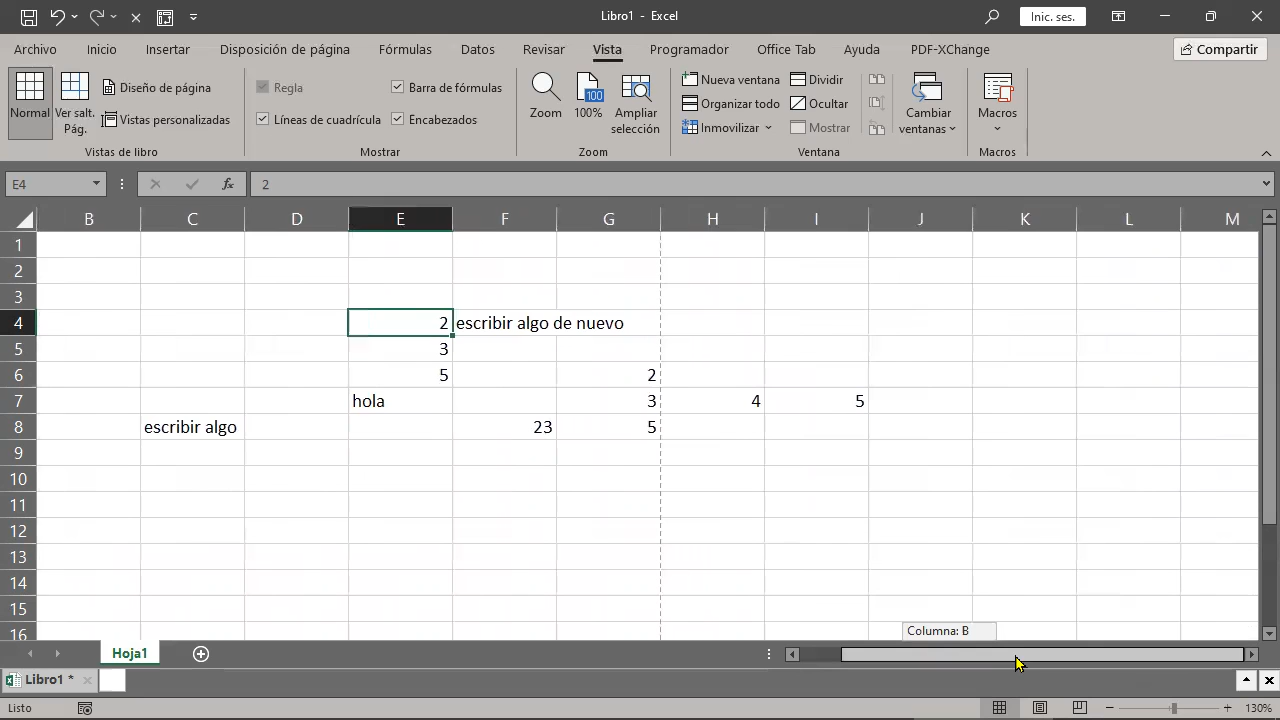 Libro1 - Excel
Inic. ses.
Archivo Inicio Insertar Disposición de página Fórmulas Datos Revisar Vista Programador Office Tab Ayuda PDF-XChange Compartir
Normal
Ver salt. Pág.
Diseño de página
Vistas personalizadas
Vistas de libro
Regla
Barra de fórmulas
Líneas de cuadrícula
Encabezados
Mostrar
Zoom
100
100%
Ampliar selección
Zoom
Nueva ventana
Organizar todo
Inmovilizar
Dividir
Ocultar
Mostrar
Cambiar ventanas
Ventana
Macros
Macros
E4 fx 2
B C D E F G H I J K L M
1
2
3
4 2 escribir algo de nuevo
5 3
6 5 2
7 hola 3 4 5
8 escribir algo 23 5
9
10
11
12
13
14
15
16
Columna: B
Hoja1
Libro1 *
Listo
130%